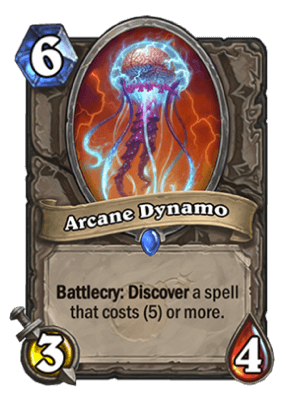 6
Arcane Dynamo
Battlecry: Discover a spell
that costs (5) or more.
3
4